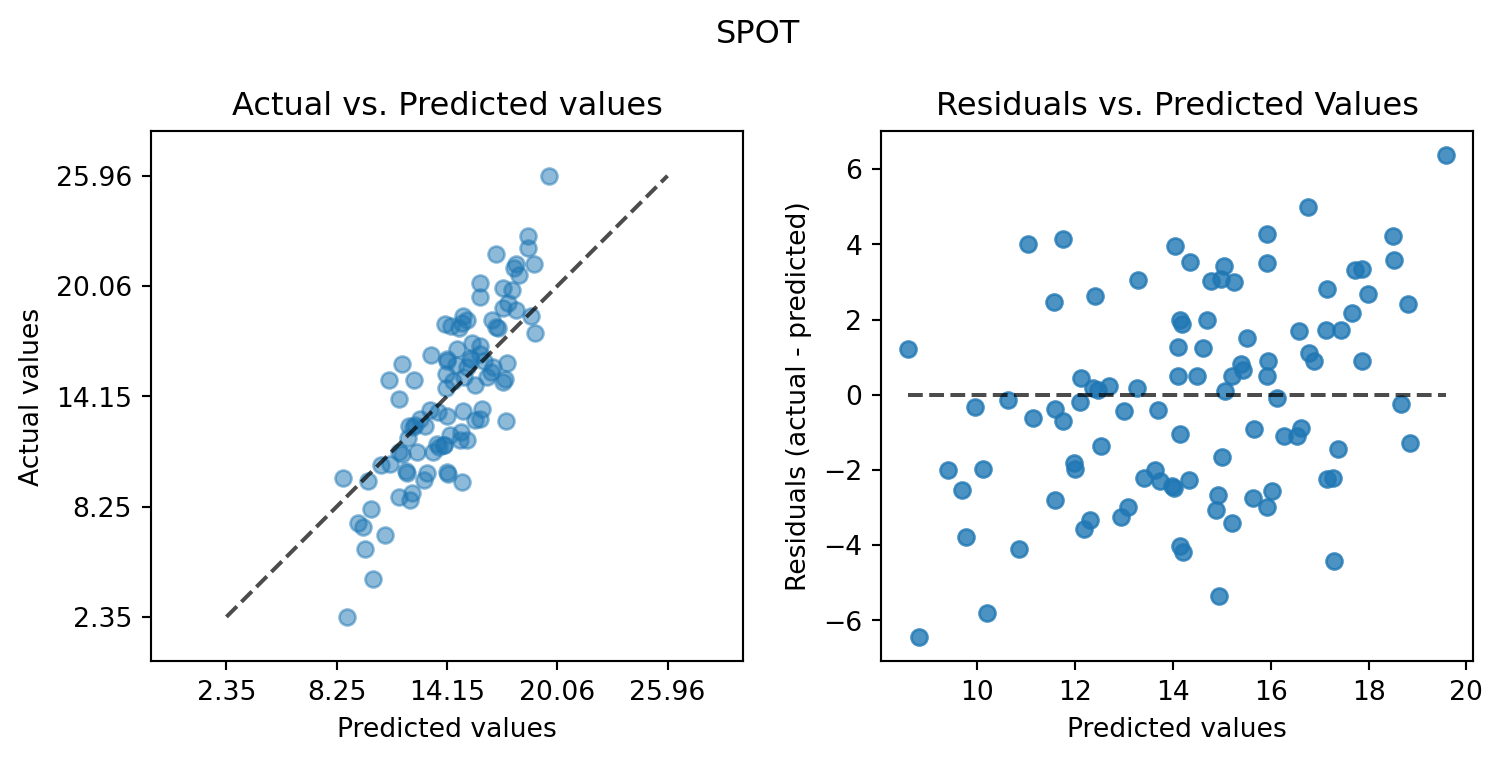 SPOT
Actual vs. Predicted values
Actual values
25.96
20.06
14.15
8.25
2.35
2.35 8.25 14.15 20.06 25.96
Predicted values
Residuals vs. Predicted Values
Residuals (actual - predicted)
6
4
2
0
−2
−4
−6
10 12 14 16 18 20
Predicted values